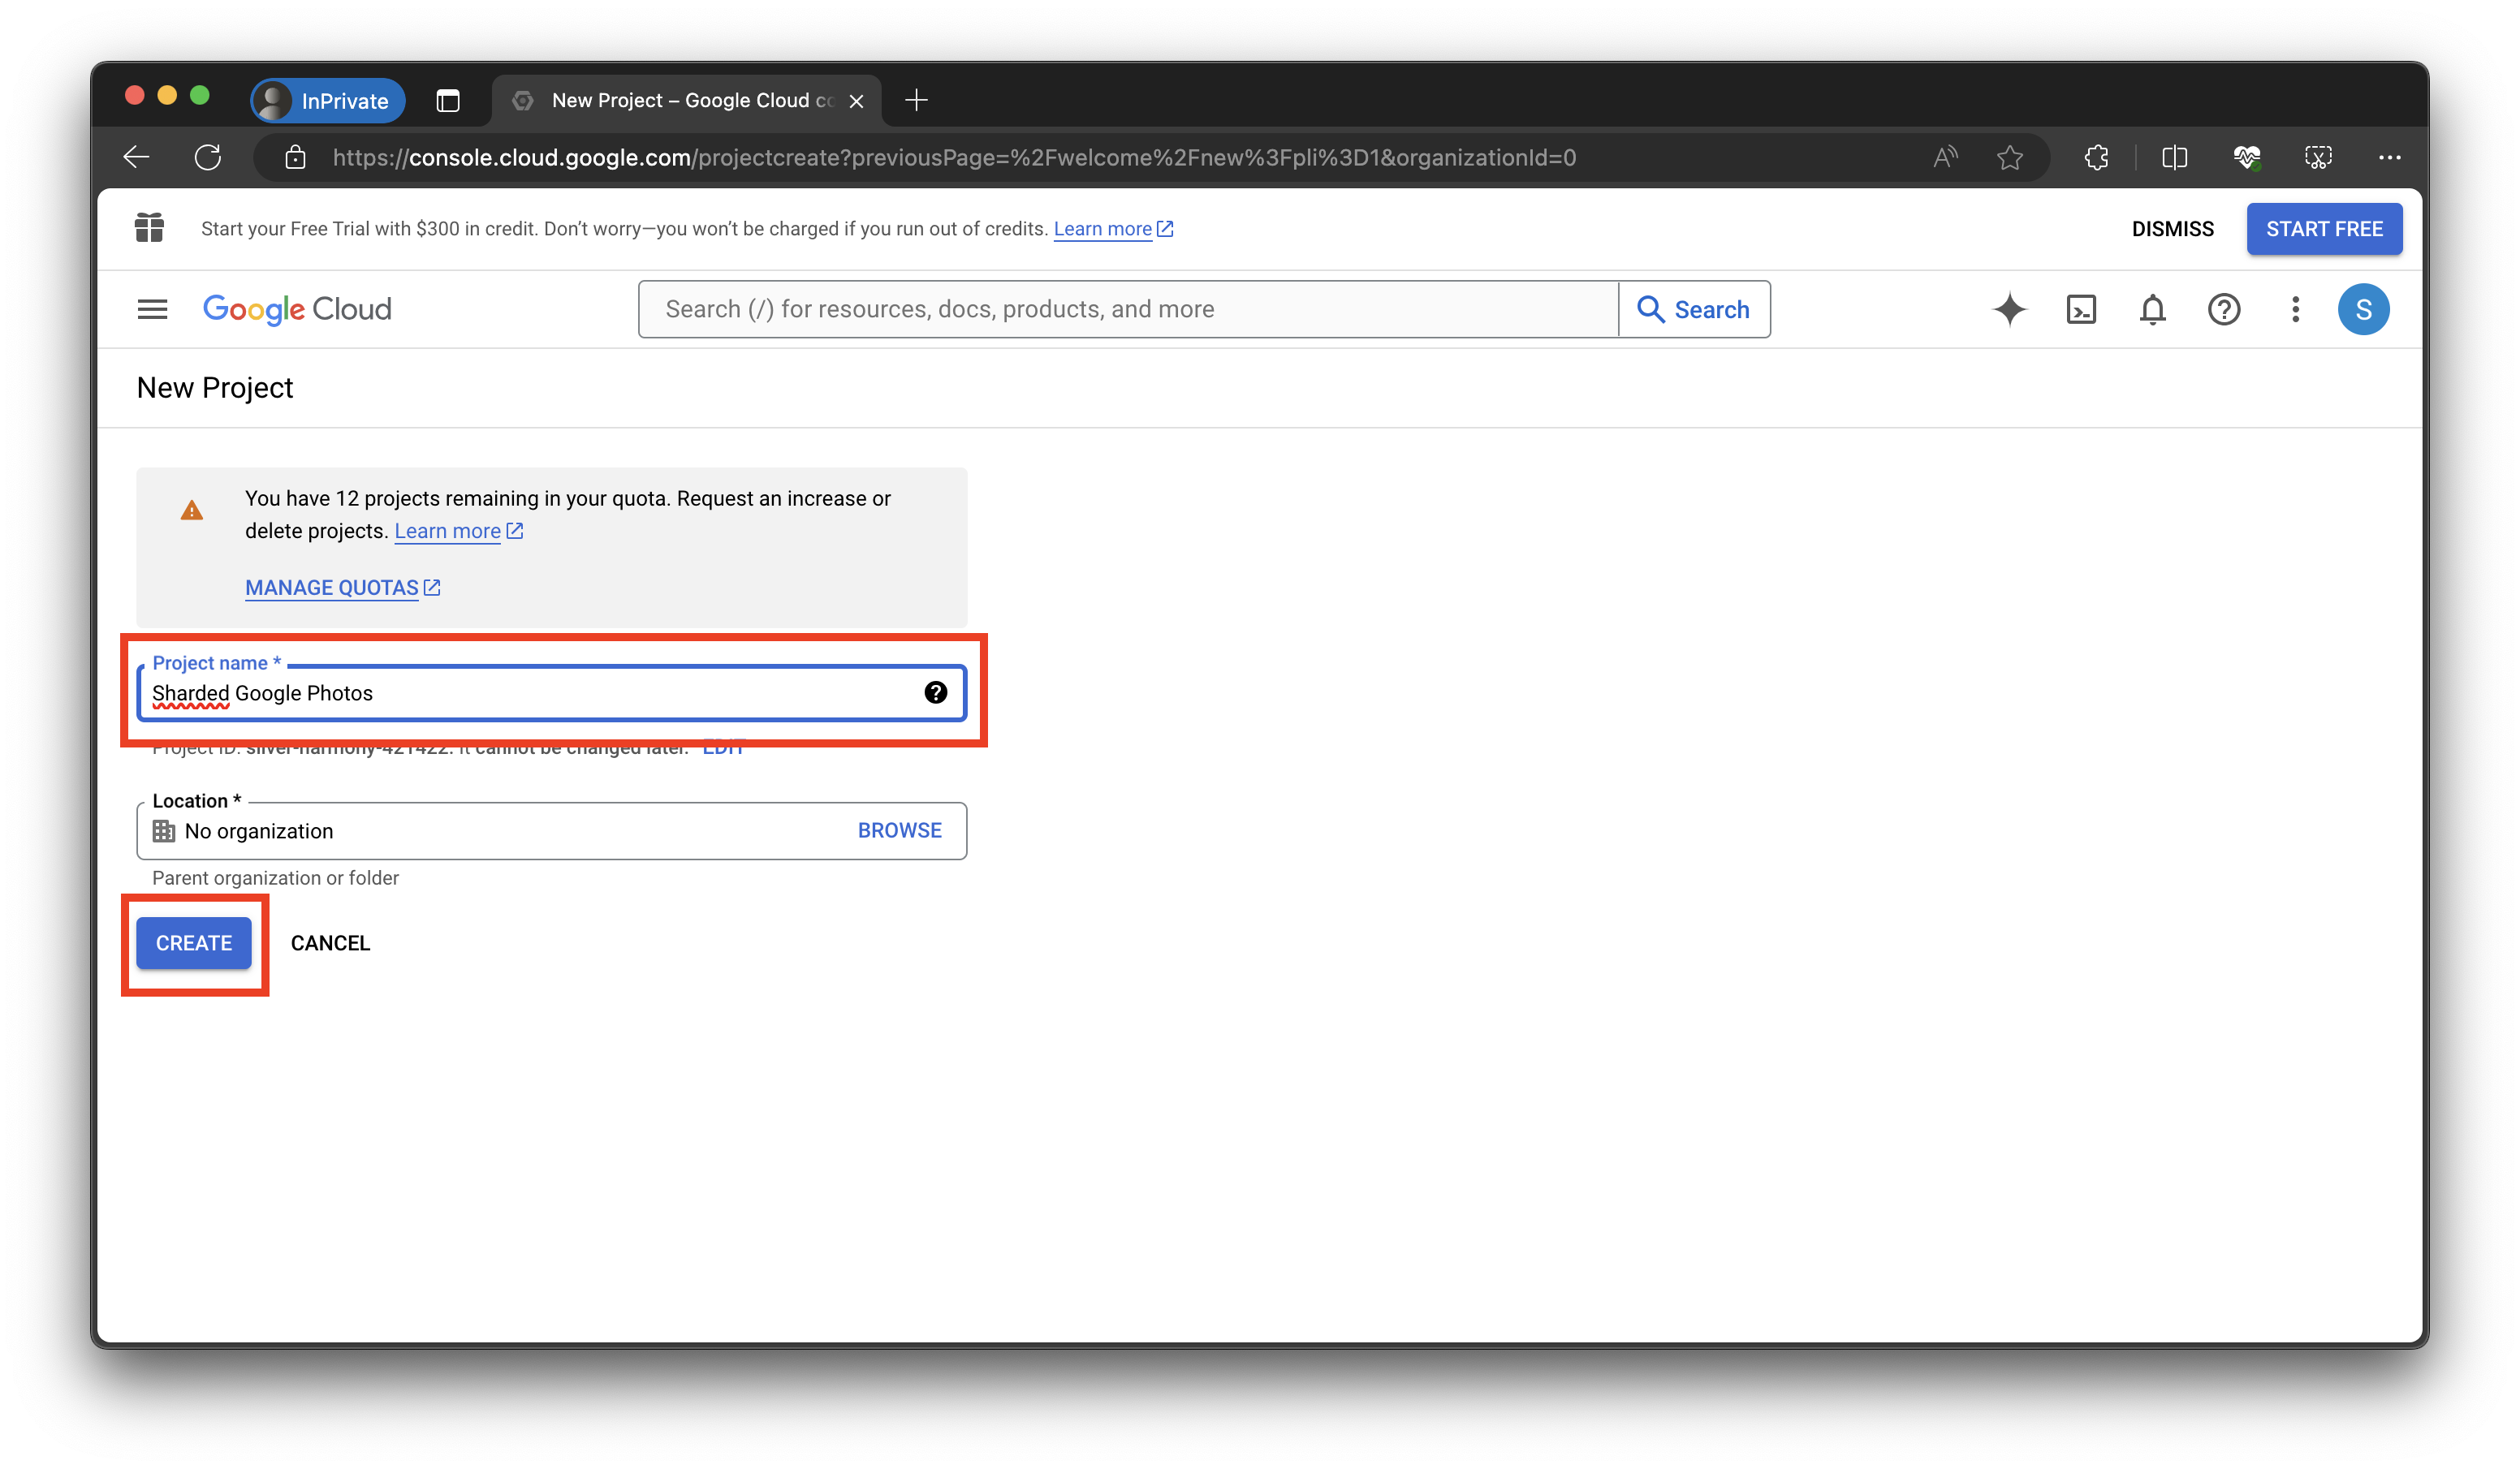 InPrivate
New Project – Google Cloud co
https://console.cloud.google.com/projectcreate?previousPage=%2Fwelcome%2Fnew%3Fpli%3D1&organizationId=0
Start your Free Trial with $300 in credit. Don’t worry—you won’t be charged if you run out of credits. Learn more
DISMISS
START FREE
Google Cloud
Search (/) for resources, docs, products, and more
Search
S
New Project
You have 12 projects remaining in your quota. Request an increase or
delete projects. Learn more
MANAGE QUOTAS
Project name *
Sharded Google Photos
Project ID: silver-harmony-421422. It cannot be changed later. EDIT
Location *
No organization
BROWSE
Parent organization or folder
CREATE
CANCEL